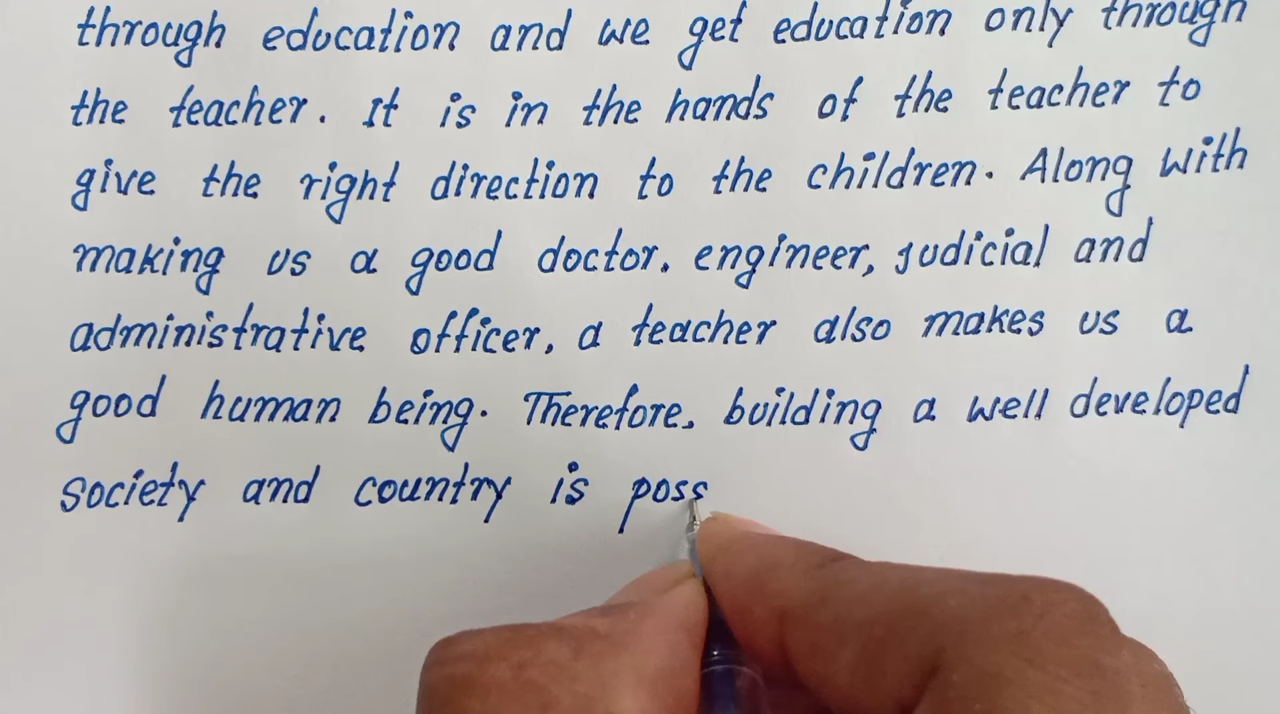 through education and we get education only through
the teacher. It is in the hands of the teacher to
give the right direction to the children. Along with
making us a good doctor. engineer, judicial and
administrative officer, a teacher also makes us a
good human being. Therefore, building a well developed
society and country is poss